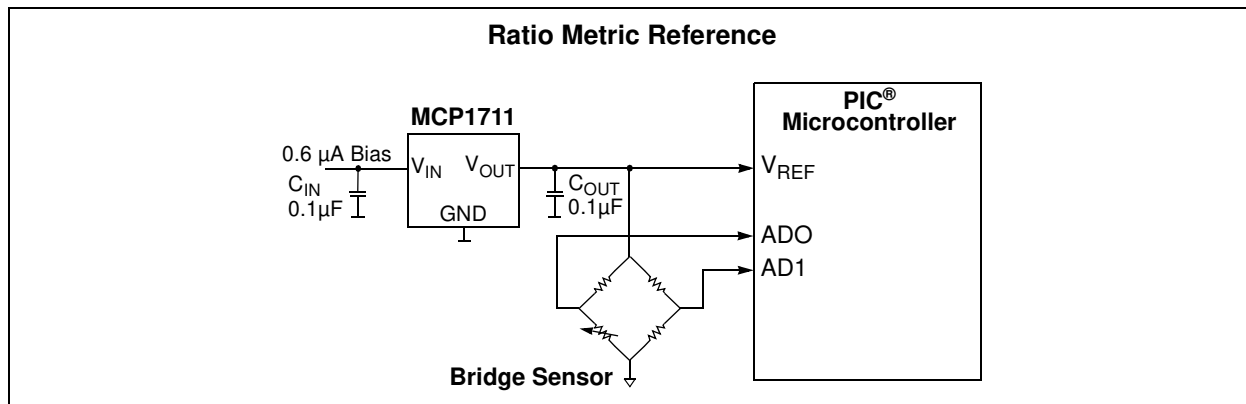 Ratio Metric Reference
MCP1711
PIC®
Microcontroller
0.6 µA Bias
VIN
VOUT
VREF
CIN
0.1µF
COUT
0.1µF
GND
ADO
AD1
Bridge Sensor